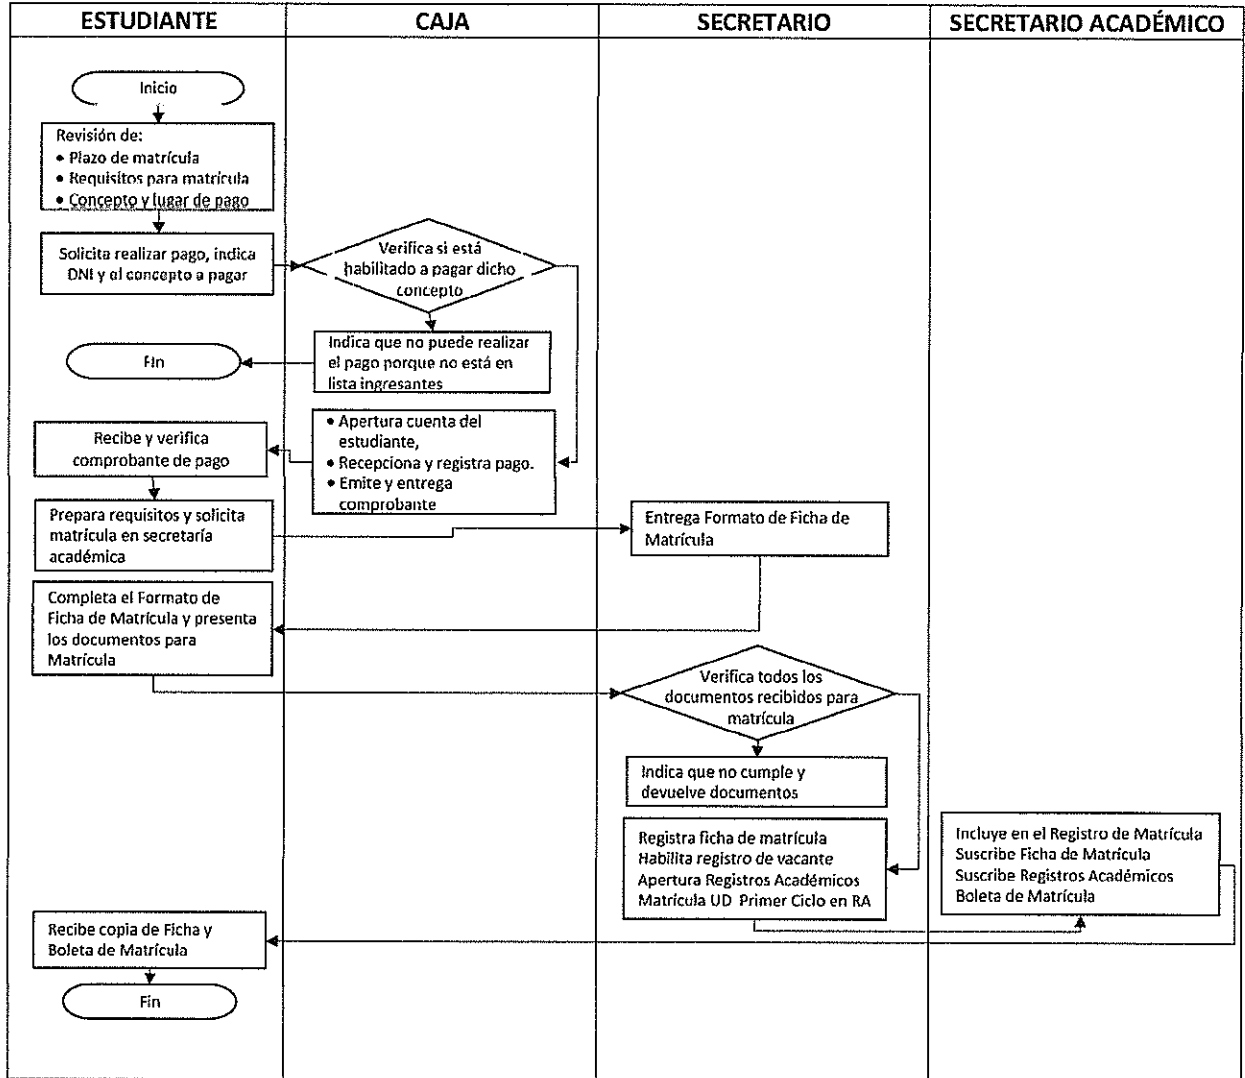 ESTUDIANTE
CAJA
SECRETARIO
SECRETARIO ACADÉMICO
Inicio
Revisión de:
• Plazo de matrícula
• Requisitos para matrícula
• Concepto y lugar de pago
Solicita realizar pago, indica
DNI y el concepto a pagar
Verifica si está
habilitado a pagar dicho
concepto
Indica que no puede realizar
el pago porque no está en
lista ingresantes
Fin
• Apertura cuenta del
estudiante,
• Recepciona y registra pago.
• Emite y entrega
comprobante
Recibe y verifica
comprobante de pago
Prepara requisitos y solicita
matrícula en secretaría
académica
Entrega Formato de Ficha de
Matrícula
Completa el Formato de
Ficha de Matrícula y presenta
los documentos para
Matrícula
Verifica todos los
documentos recibidos para
matrícula
Indica que no cumple y
devuelve documentos
Registra ficha de matrícula
Habilita registro de vacante
Apertura Registros Académicos
Matrícula UD Primer Ciclo en RA
Incluye en el Registro de Matrícula
Suscribe Ficha de Matrícula
Suscribe Registros Académicos
Boleta de Matrícula
Recibe copia de Ficha y
Boleta de Matrícula
Fin